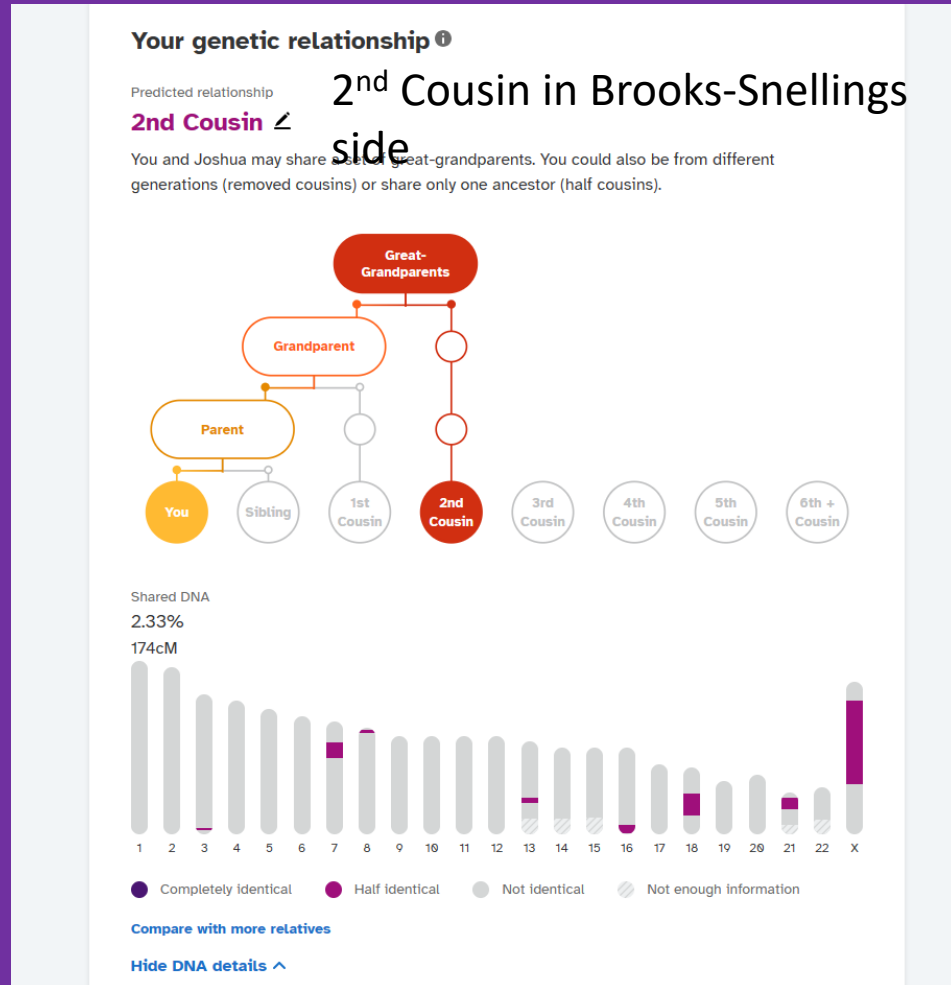 Your genetic relationship
Predicted relationship
2nd Cousin in Brooks-Snellings
side
2nd Cousin
You and Joshua may share a set of great-grandparents. You could also be from different
generations (removed cousins) or share only one ancestor (half cousins).
Great-
Grandparents
Grandparent
Parent
You
Sibling
1st
Cousin
2nd
Cousin
3rd
Cousin
4th
Cousin
5th
Cousin
6th +
Cousin
Shared DNA
2.33%
174cM
1 2 3 4 5 6 7 8 9 10 11 12 13 14 15 16 17 18 19 20 21 22 X
Completely identical Half identical Not identical Not enough information
Compare with more relatives
Hide DNA details